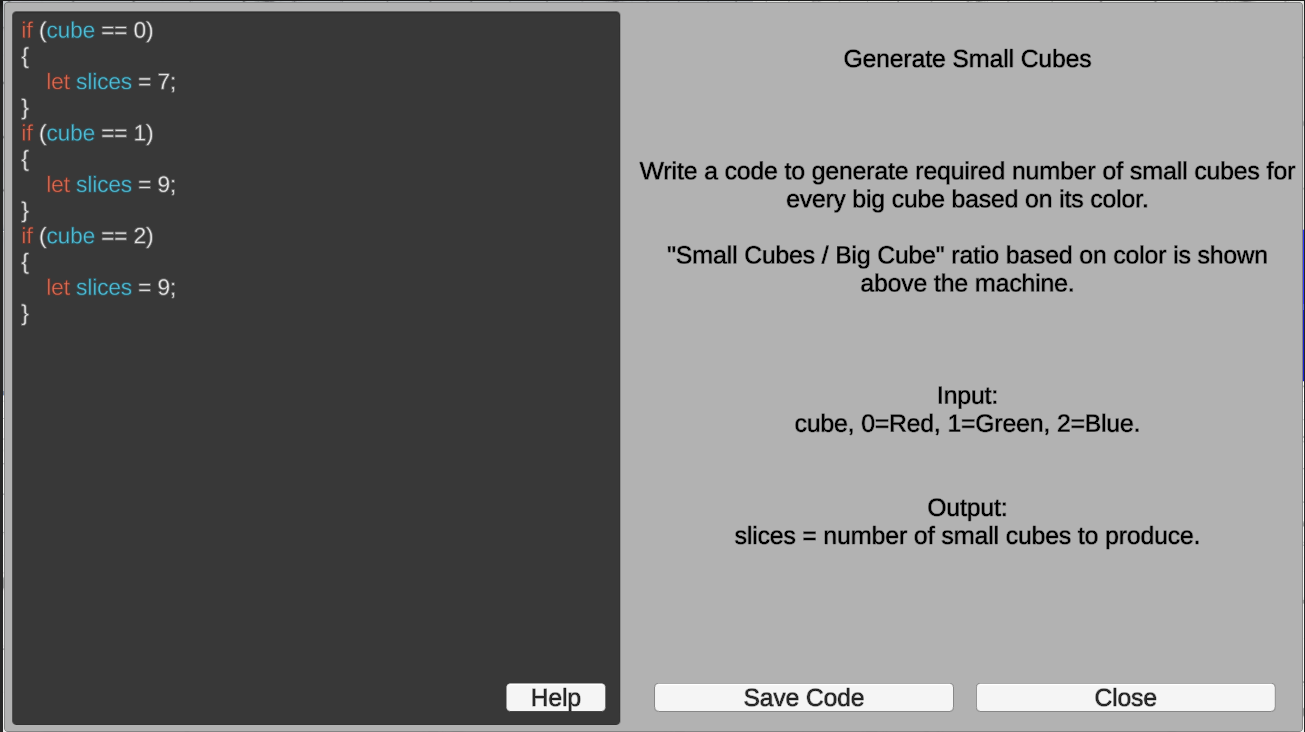 if (cube == 0)
{
let slices = 7;
}
if (cube == 1)
{
let slices = 9;
}
if (cube == 2)
{
let slices = 9;
}
Help
Generate Small Cubes
Write a code to generate required number of small cubes for
every big cube based on its color.
"Small Cubes / Big Cube" ratio based on color is shown
above the machine.
Input:
cube, 0=Red, 1=Green, 2=Blue.
Output:
slices = number of small cubes to produce.
Save Code
Close